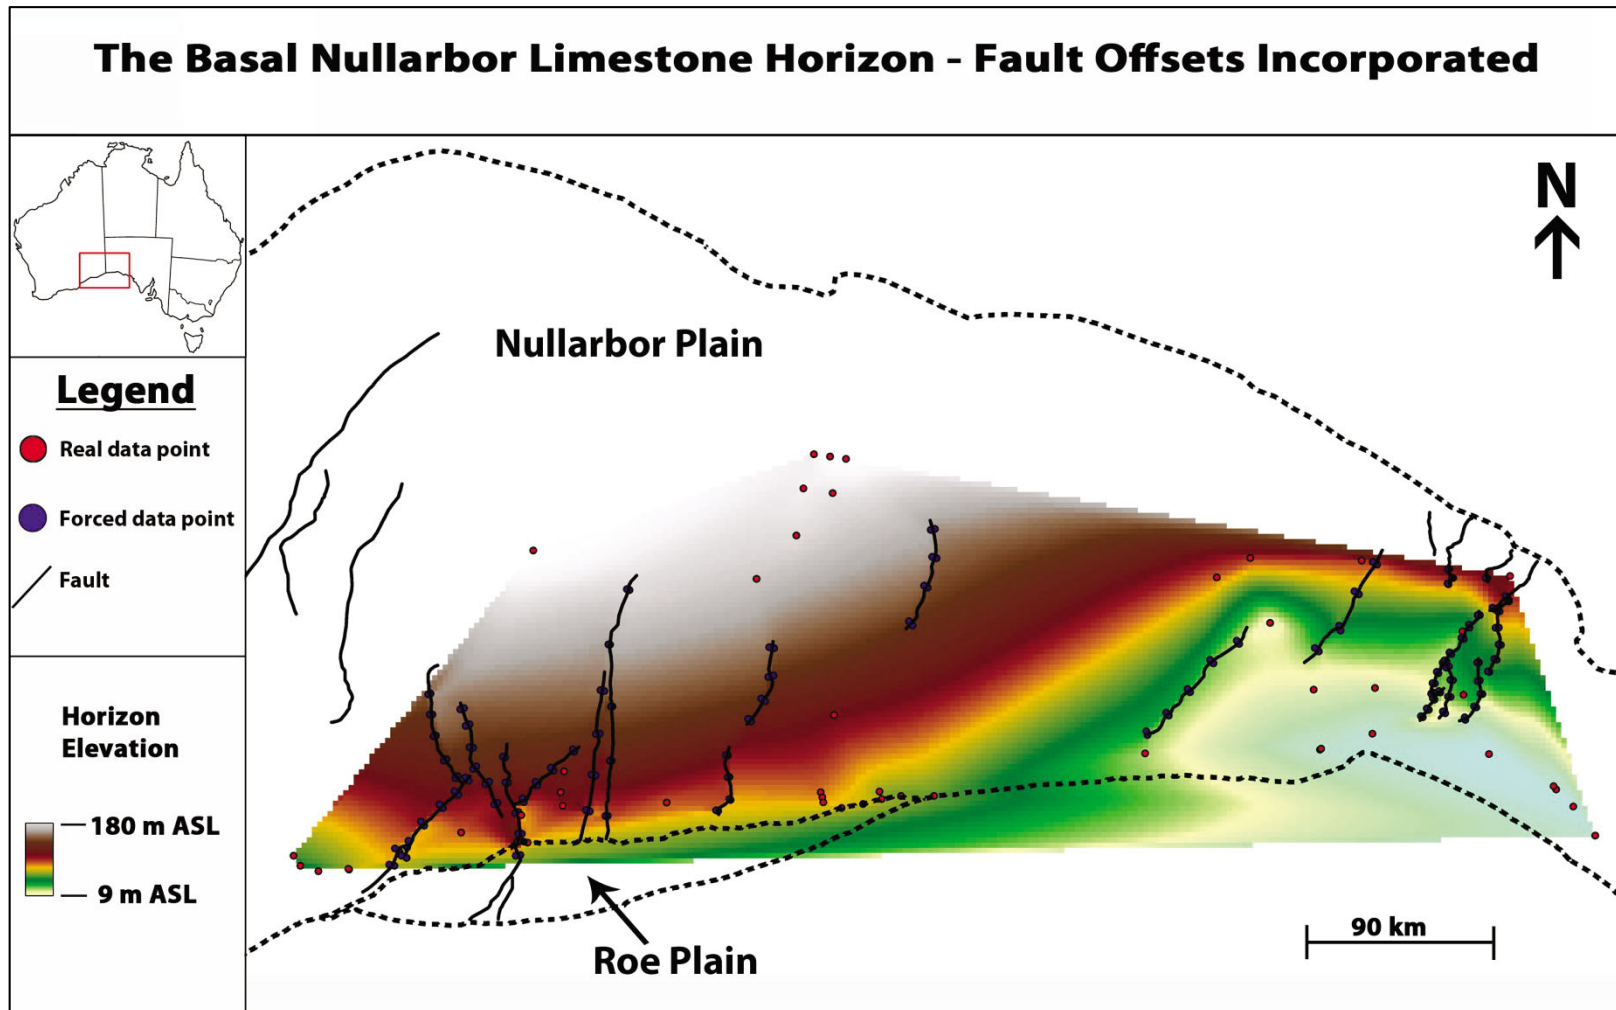 The Basal Nullarbor Limestone Horizon - Fault Offsets Incorporated
N
Nullarbor Plain
Legend
Real data point
Forced data point
Fault
Horizon
Elevation
180 m ASL
9 m ASL
Roe Plain
90 km